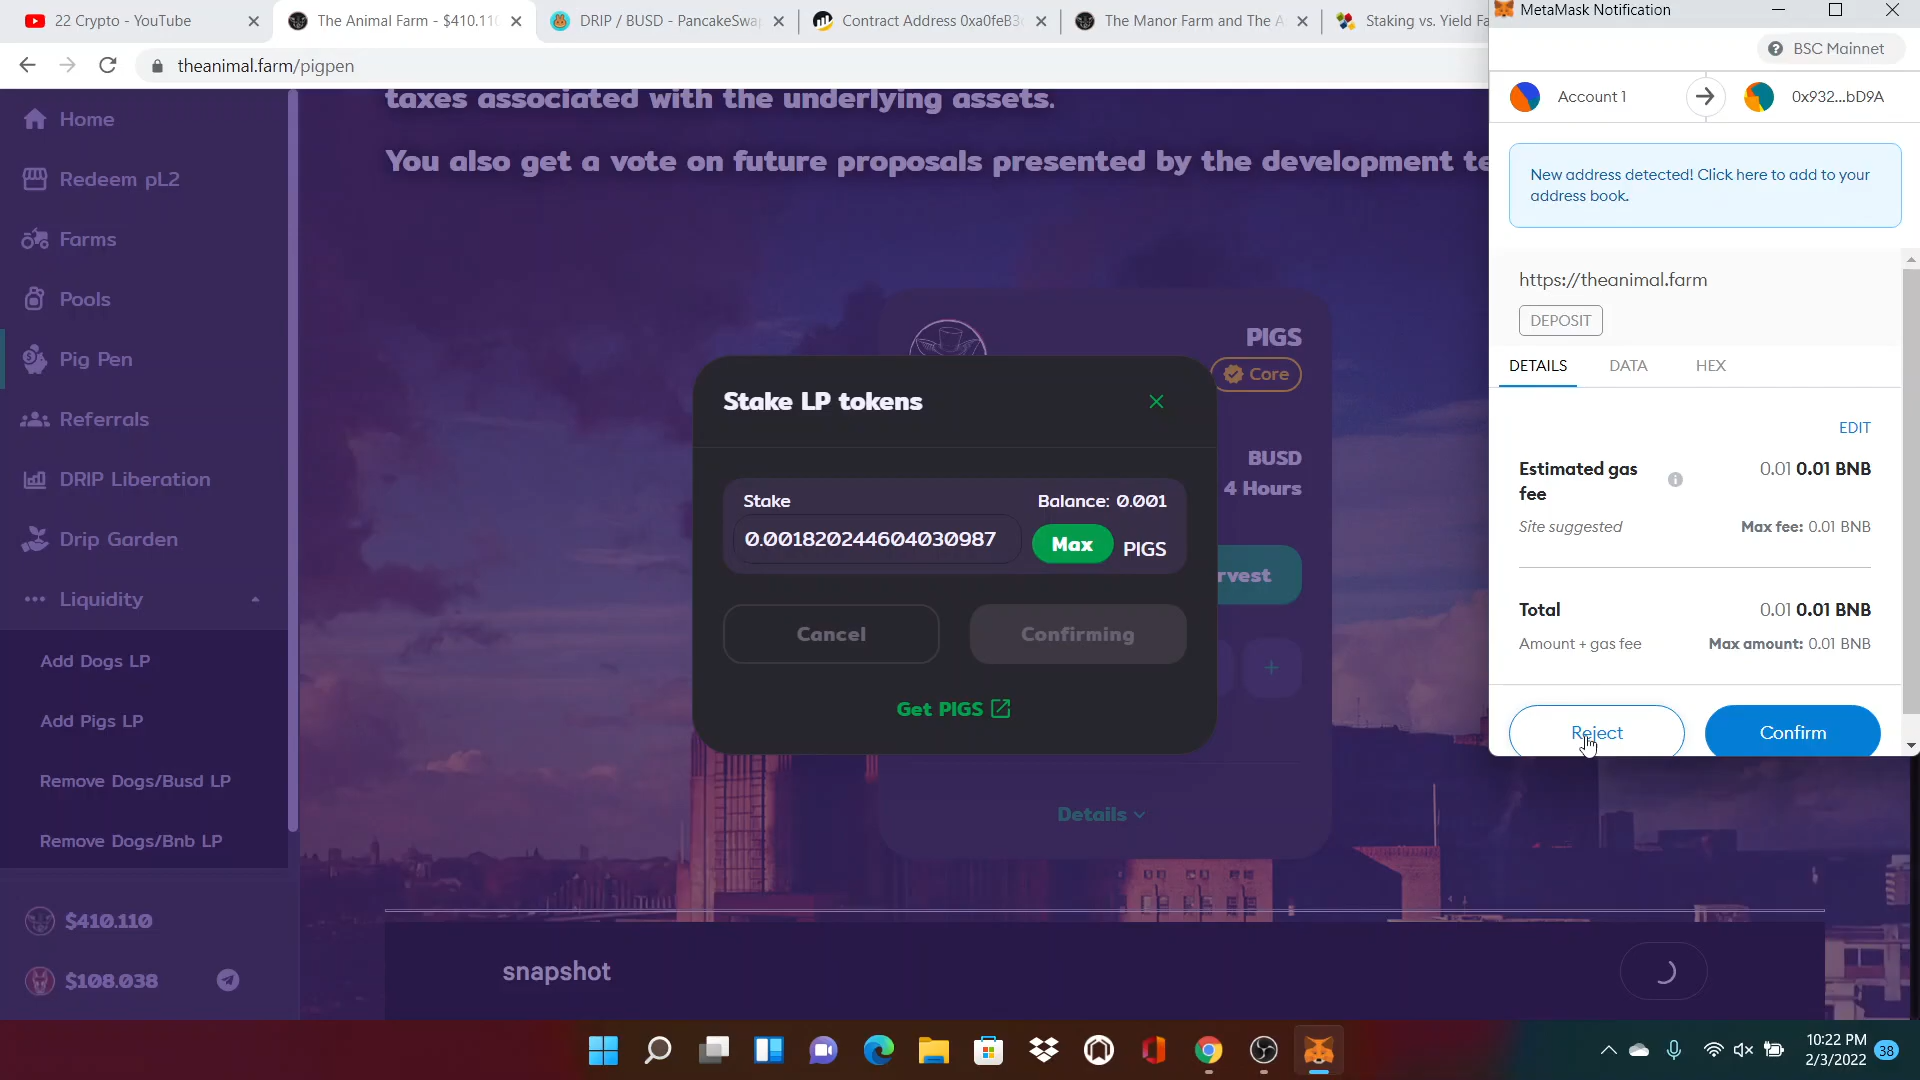 22 Crypto - YouTube
The Animal Farm - $410.110
DRIP / BUSD - PancakeSwap
Contract Address 0xa0feB3c
The Manor Farm and The A
Staking vs. Yield Fa
MetaMask Notification
theanimal.farm/pigpen
BSC Mainnet
Account 1
0x932...bD9A
New address detected! Click here to add to your
address book.
https://theanimal.farm
DEPOSIT
DETAILS
DATA
HEX
EDIT
Estimated gas
fee
0.01 0.01 BNB
Site suggested
Max fee: 0.01 BNB
Total
0.01 0.01 BNB
Amount + gas fee
Max amount: 0.01 BNB
Reject
Confirm
Home
Redeem pL2
Farms
Pools
Pig Pen
Referrals
DRIP Liberation
Drip Garden
Liquidity
Add Dogs LP
Add Pigs LP
Remove Dogs/Busd LP
Remove Dogs/Bnb LP
$410.110
$108.038
taxes associated with the underlying assets.
You also get a vote on future proposals presented by the development te
PIGS
Core
BUSD
4 Hours
rvest
Stake LP tokens
Stake
Balance: 0.001
0.001820244604030987
Max
PIGS
Cancel
Confirming
Get PIGS
Details
snapshot
10:22 PM
2/3/2022
38